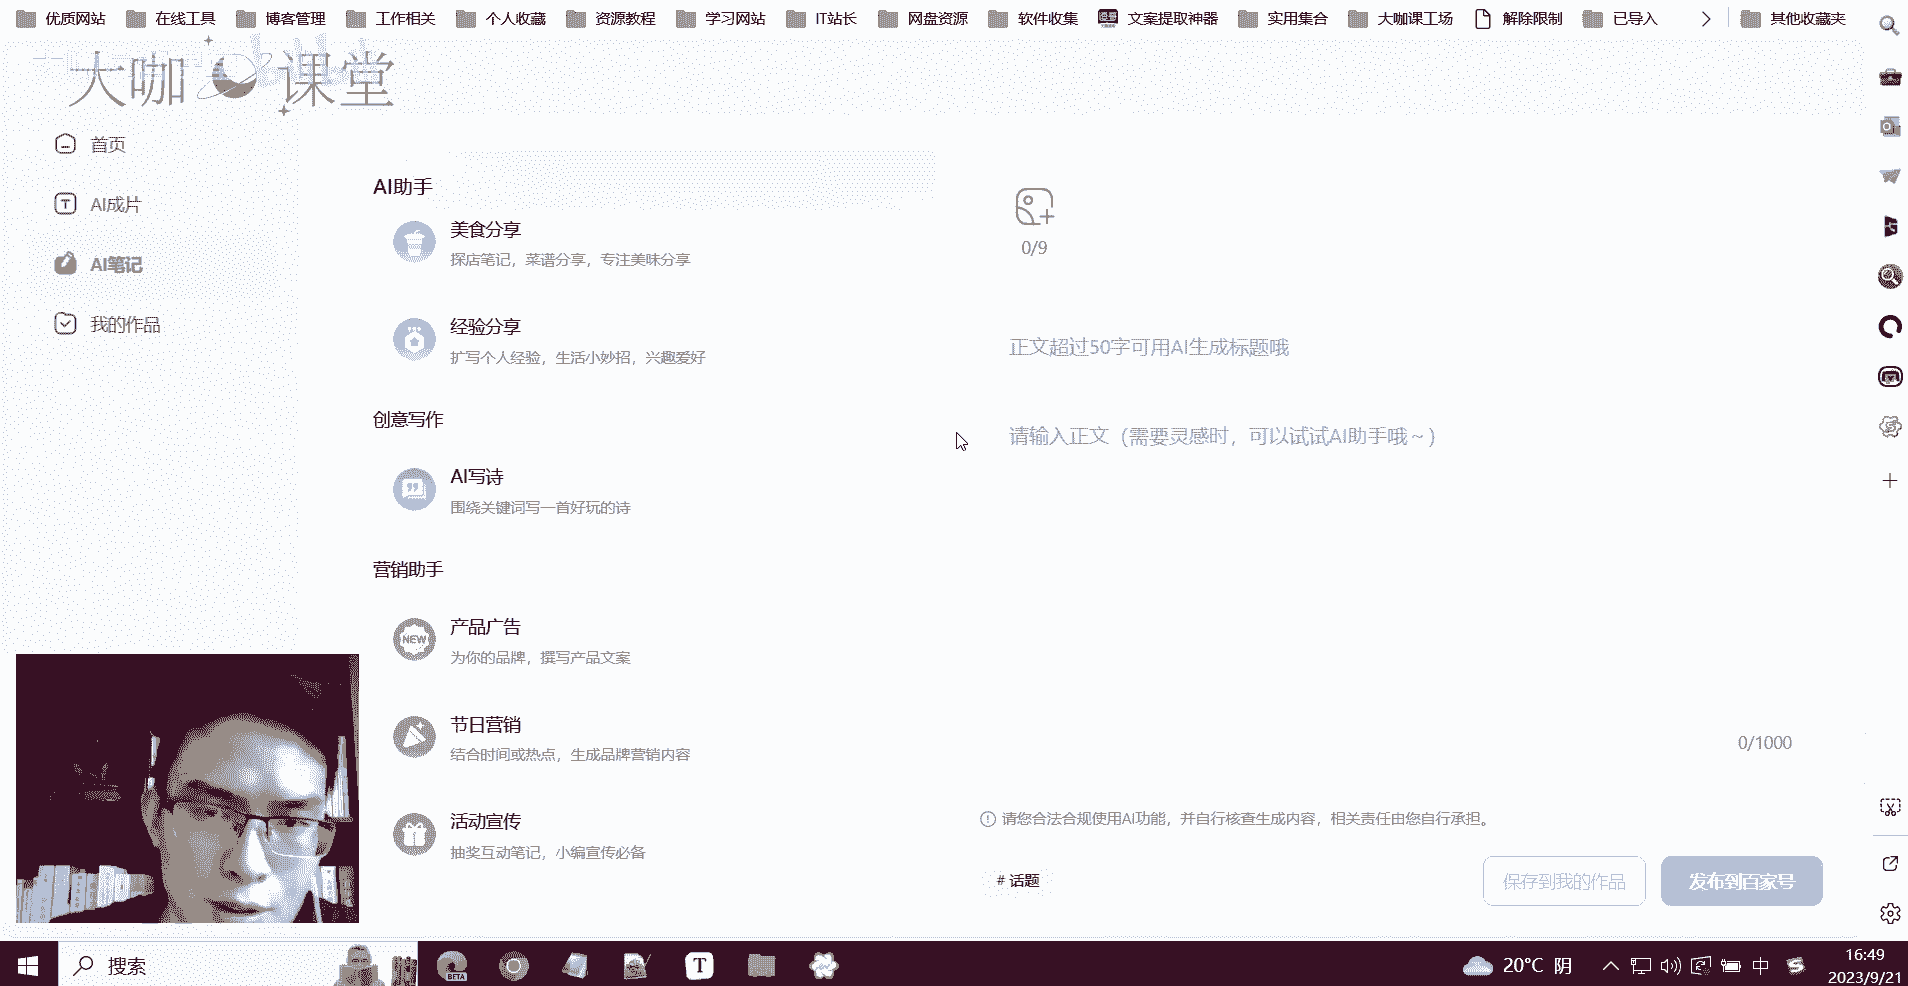 优质网站 在线工具 博客管理 工作相关 个人收藏 资源教程 学习网站 IT站长 网盘资源 软件收集 文案提取神器 实用集合 大咖课工场 解除限制 已导入 其他收藏夹
大咖课堂
首页
AI成片
AI笔记
我的作品
AI助手
美食分享
探店笔记，菜谱分享，专注美味分享
经验分享
扩写个人经验，生活小妙招，兴趣爱好
创意写作
AI写诗
围绕关键词写一首好玩的诗
营销助手
NEW
产品广告
为你的品牌，撰写产品文案
节日营销
结合时间或热点，生成品牌营销内容
活动宣传
抽奖互动笔记，小编宣传必备
0/9
正文超过50字可用AI生成标题哦
请输入正文（需要灵感时，可以试试AI助手哦～）
0/1000
请您合法合规使用AI功能，并自行核查生成内容，相关责任由您自行承担。
# 话题
保存到我的作品
发布到百家号
搜索
BETA
T
20°C 阴
中
16:49
2023/9/21